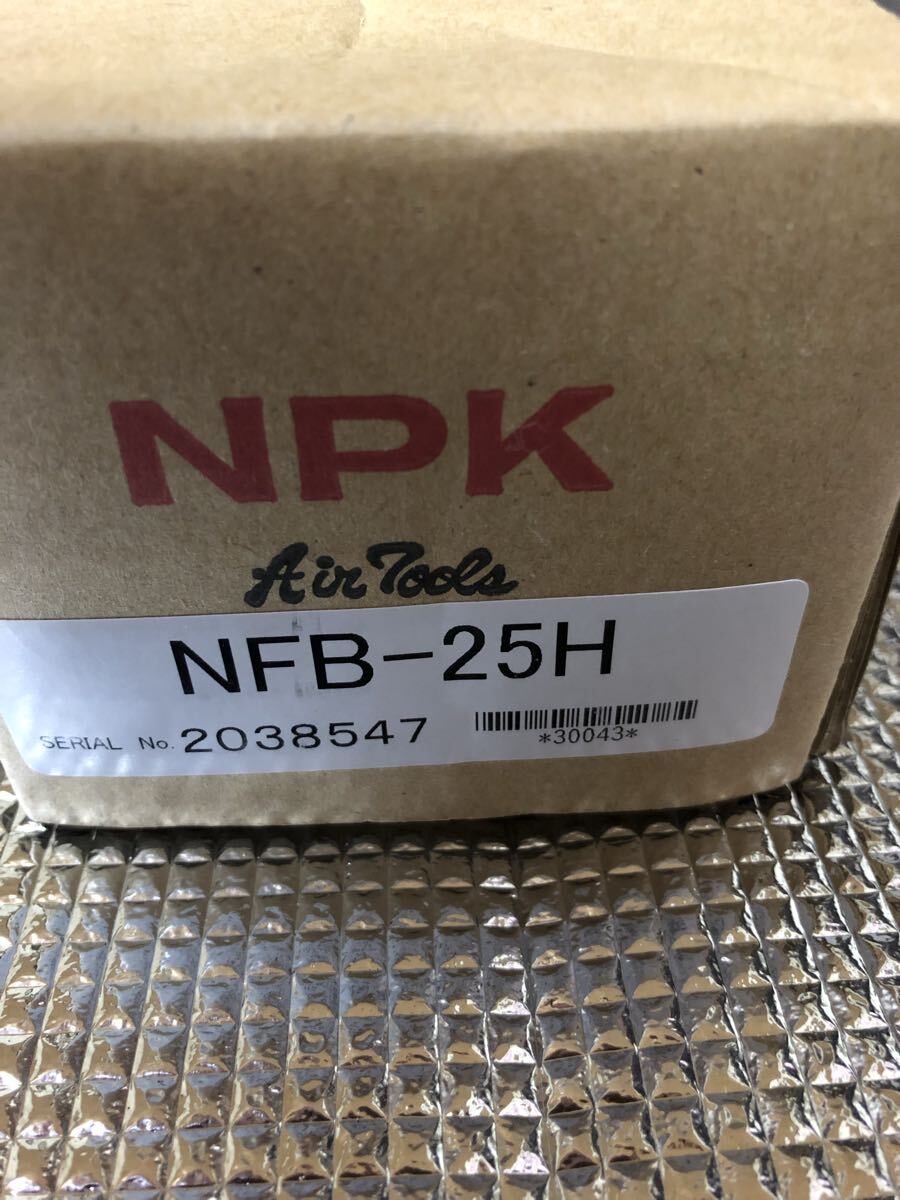 NPK
Air Tools
NFB-25H
SERIAL No. 2038547
*30043*